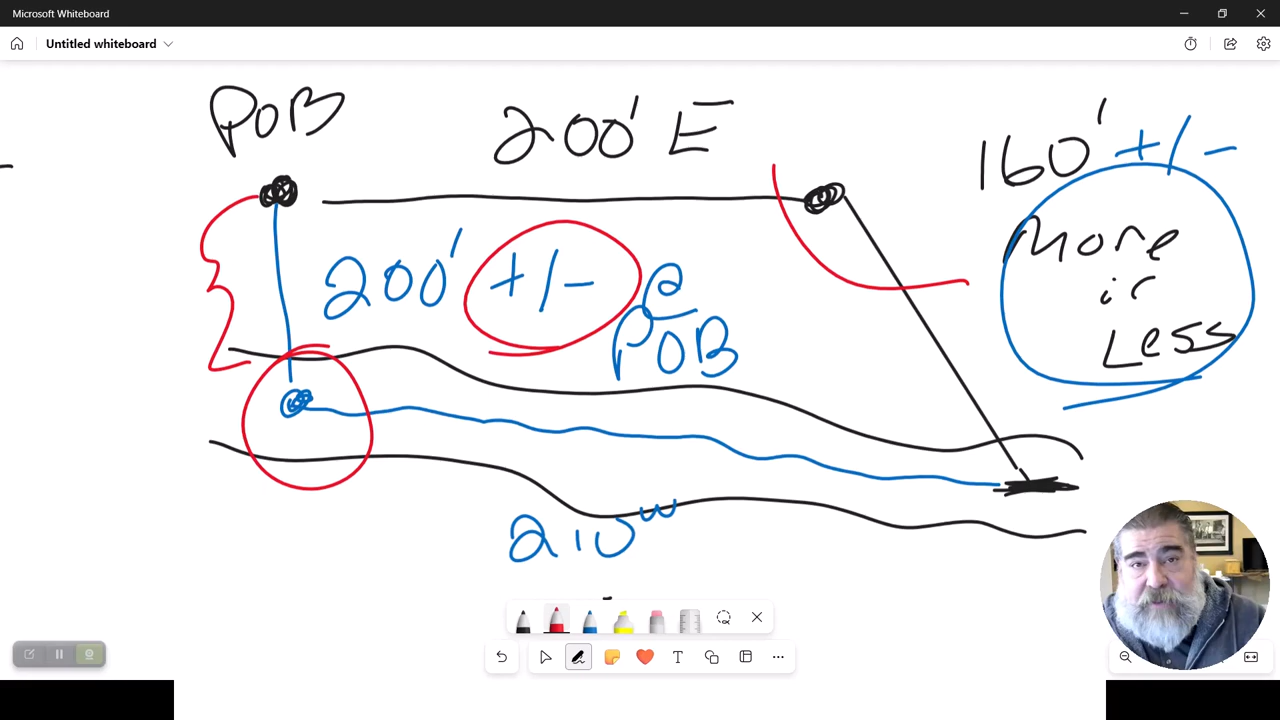 Microsoft Whiteboard
Untitled whiteboard
POB
200' E
160' +/-
More
or
Less
200' +/- @
POB
210 W